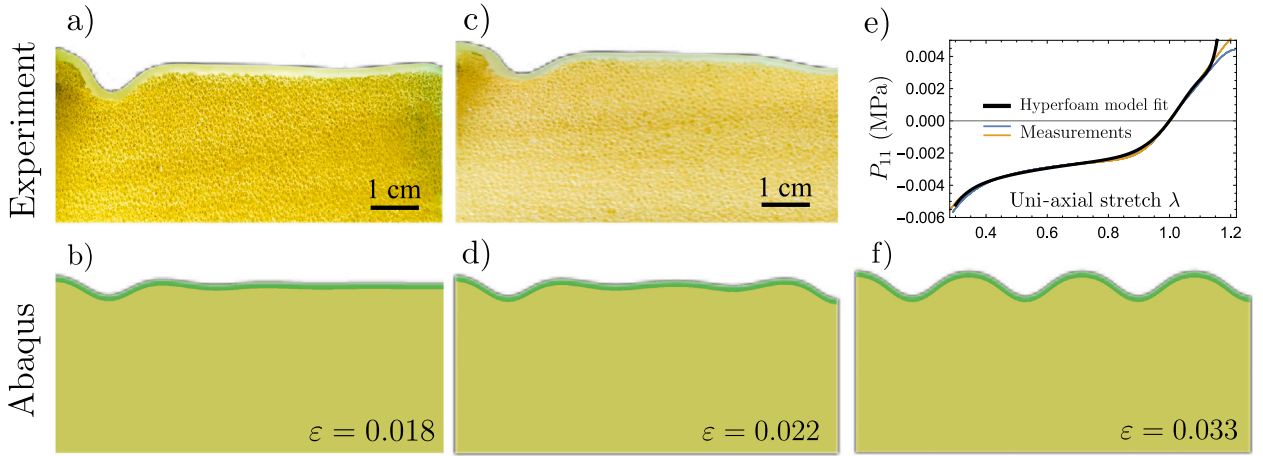 Experiment
a)
1 cm
c)
1 cm
e)
P₁₁ (MPa)
0.004
0.002
0.000
−0.002
−0.004
−0.006
Hyperfoam model fit
Measurements
Uni-axial stretch λ
0.4 0.6 0.8 1.0 1.2
Abaqus
b)
ε = 0.018
d)
ε = 0.022
f)
ε = 0.033